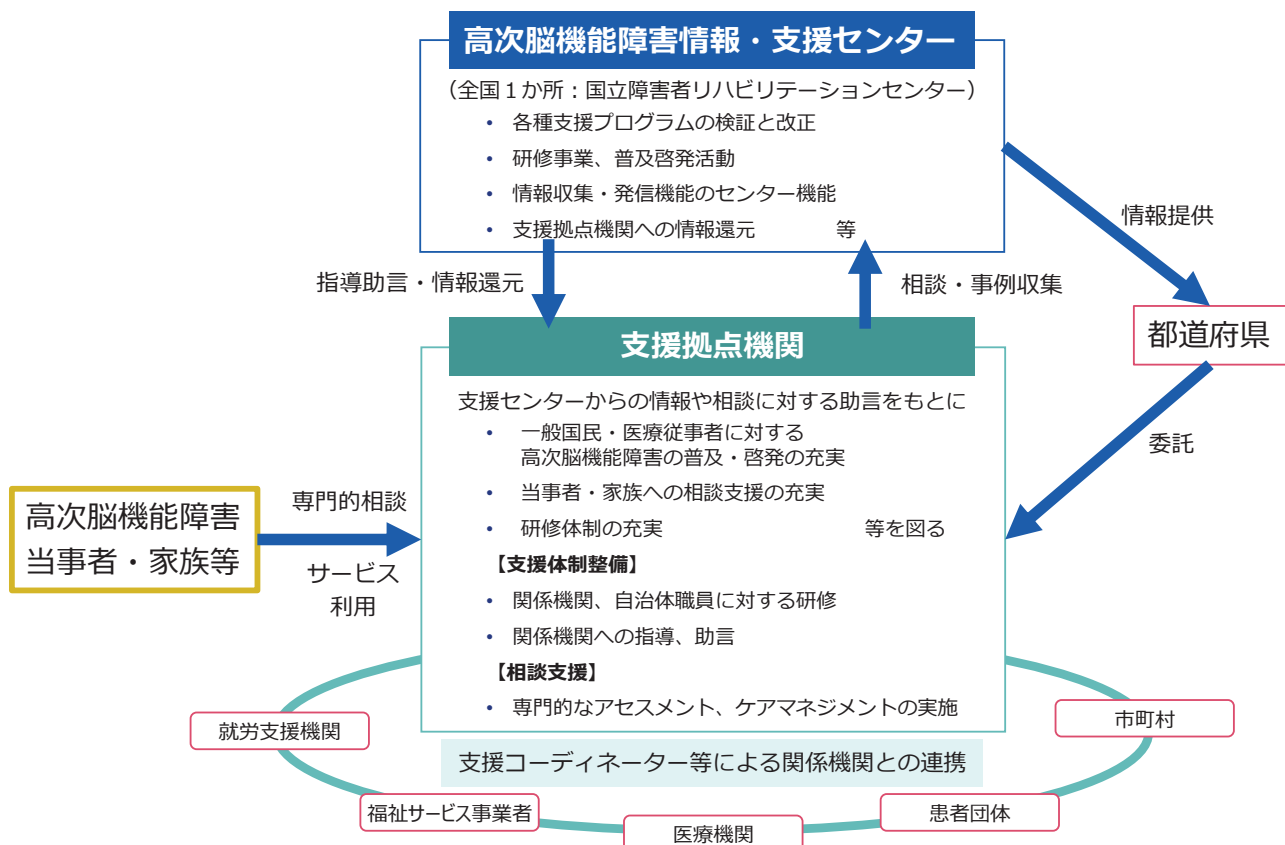 高次脳機能障害情報・支援センター
（全国１か所：国立障害者リハビリテーションセンター）
• 各種支援プログラムの検証と改正
• 研修事業、普及啓発活動
• 情報収集・発信機能のセンター機能
• 支援拠点機関への情報還元 等
情報提供
指導助言・情報還元
相談・事例収集
都道府県
支援拠点機関
支援センターからの情報や相談に対する助言をもとに
• 一般国民・医療従事者に対する
高次脳機能障害の普及・啓発の充実
• 当事者・家族への相談支援の充実
• 研修体制の充実 等を図る
委託
高次脳機能障害
当事者・家族等
専門的相談
サービス
利用
【支援体制整備】
• 関係機関、自治体職員に対する研修
• 関係機関への指導、助言
【相談支援】
• 専門的なアセスメント、ケアマネジメントの実施
支援コーディネーター等による関係機関との連携
就労支援機関
福祉サービス事業者
医療機関
患者団体
市町村